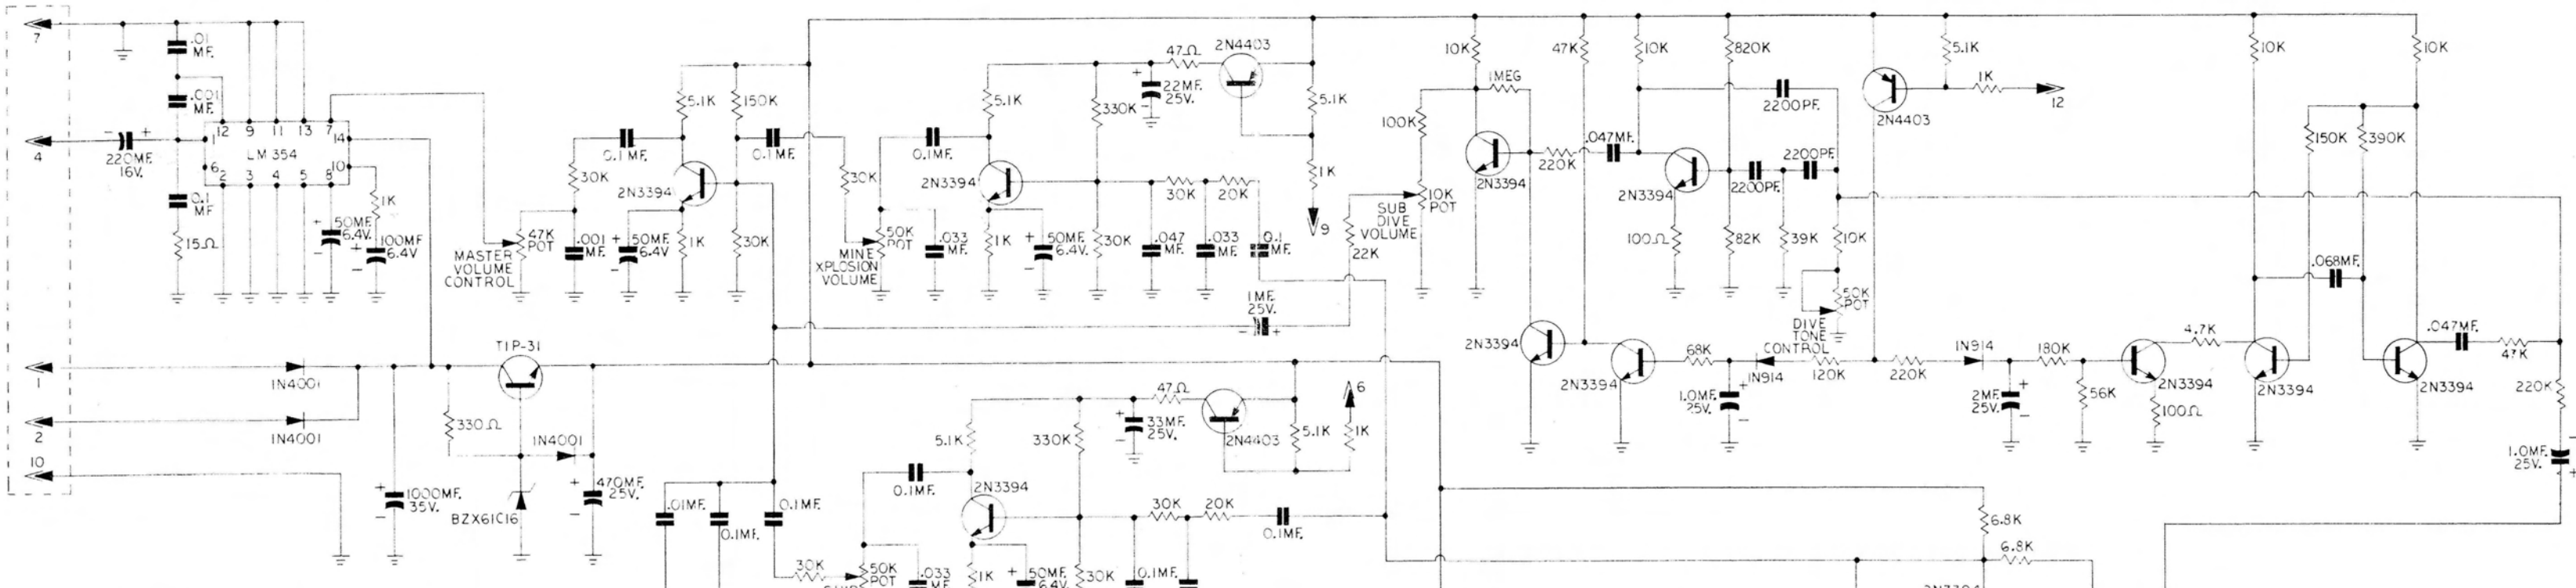 7
.01
MF.
.001
MF.
4
220MF.
16V.
12 9 11 13 7
1
14
LM 354
6
10
2 3 4 5 8
0.1
MF
15Ω
50MF
6.4V.
1K
100MF
6.4V
47K
POT
MASTER
VOLUME
CONTROL
30K
0.1 MF.
.001
MF.
50MF.
6.4V
1K
30K
2N3394
5.1K
150K
0.1 MF.
30K
50K
POT
MINE
XPLOSION
VOLUME
0.1MF.
.033
MF.
5.1K
2N3394
1K
50MF.
6.4V.
330K
30K
22MF.
25V.
47Ω
2N4403
5.1K
1K
9
30K
20K
.047
MF.
.033
MF.
0.1
MF.
1MF.
25V.
22K
SUB
DIVE
VOLUME
100K
10K
POT
10K
1MEG
2N3394
220K
.047MF.
47K
10K
820K
2N3394
100Ω
82K
2200PF.
2200PF.
2200PF.
39K
10K
50K
POT
DIVE
TONE
CONTROL
2N4403
5.1K
1K
12
10K
10K
150K
390K
.068MF.
.047MF.
47K
220K
1.0MF.
25V.
1
2
10
1N4001
1N4001
1000MF.
35V.
330Ω
TIP-31
1N4001
BZX61C16
470MF.
25V.
.01MF.
0.1MF.
0.1MF.
30K
50K
POT
.033
MF.
0.1MF.
5.1K
2N3394
1K
50MF.
6.4V.
330K
30K
33MF.
25V.
47Ω
2N4403
5.1K
1K
6
30K
20K
0.1MF.
0.1MF.
2N3394
2N3394
68K
1.0MF.
25V.
1N914
120K
220K
1N914
2MF.
25V.
180K
56K
2N3394
100Ω
4.7K
2N3394
2N3394
6.8K
6.8K